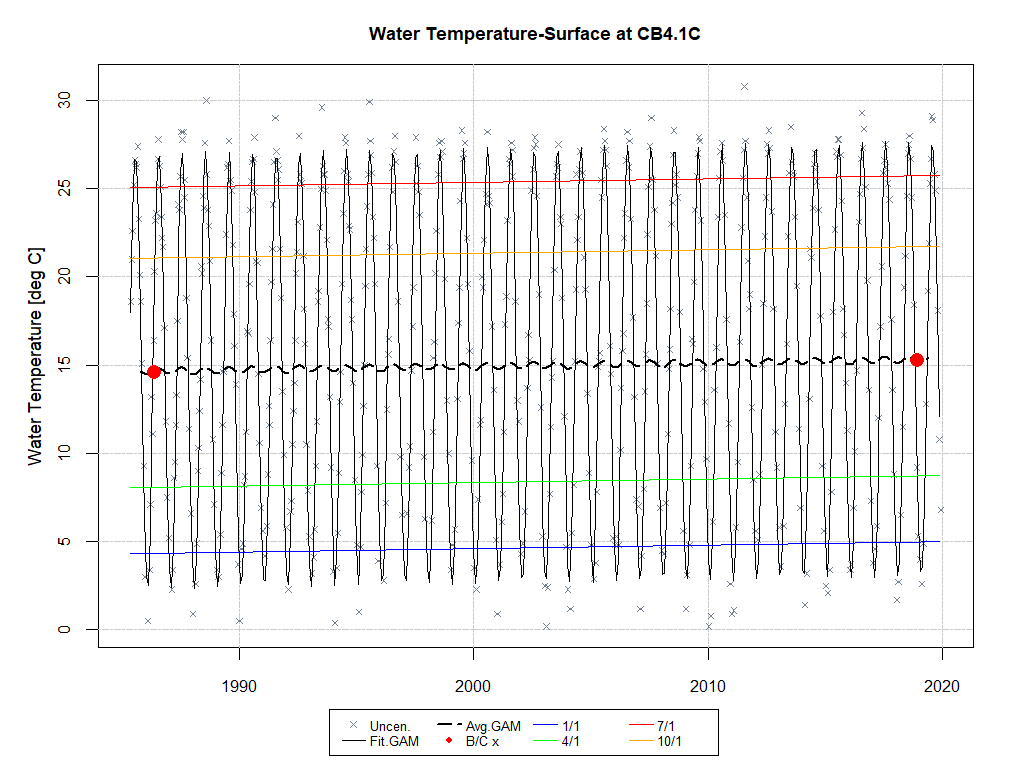 Water Temperature-Surface at CB4.1C
Water Temperature [deg C]
30
25
20
15
10
5
0
1990 2000 2010 2020
Uncen. Avg.GAM 1/1 7/1
Fit.GAM B/C x 4/1 10/1